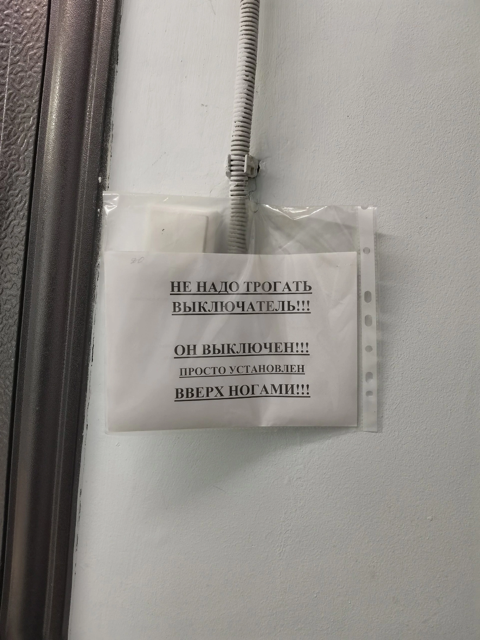 НЕ НАДО ТРОГАТЬ
ВЫКЛЮЧАТЕЛЬ!!!
ОН ВЫКЛЮЧЕН!!!
ПРОСТО УСТАНОВЛЕН
ВВЕРХ НОГАМИ!!!